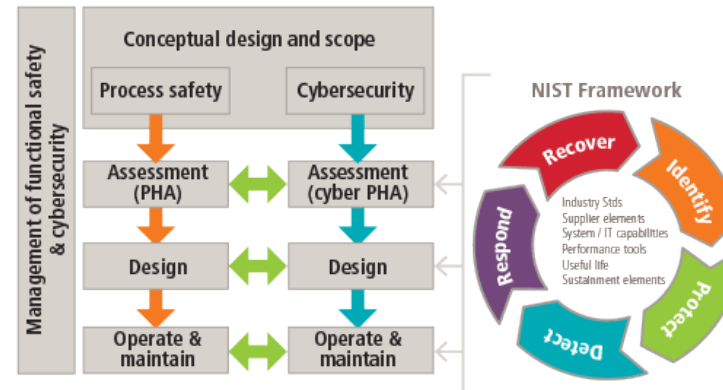 Management of functional safety
& cybersecurity
Conceptual design and scope
Process safety
Cybersecurity
Assessment
(PHA)
Assessment
(cyber PHA)
Design
Design
Operate &
maintain
Operate &
maintain
NIST Framework
Recover
Identify
Protect
Detect
Respond
Industry Stds
Supplier elements
System / IT capabilities
Performance tools
Useful life
Sustainment elements